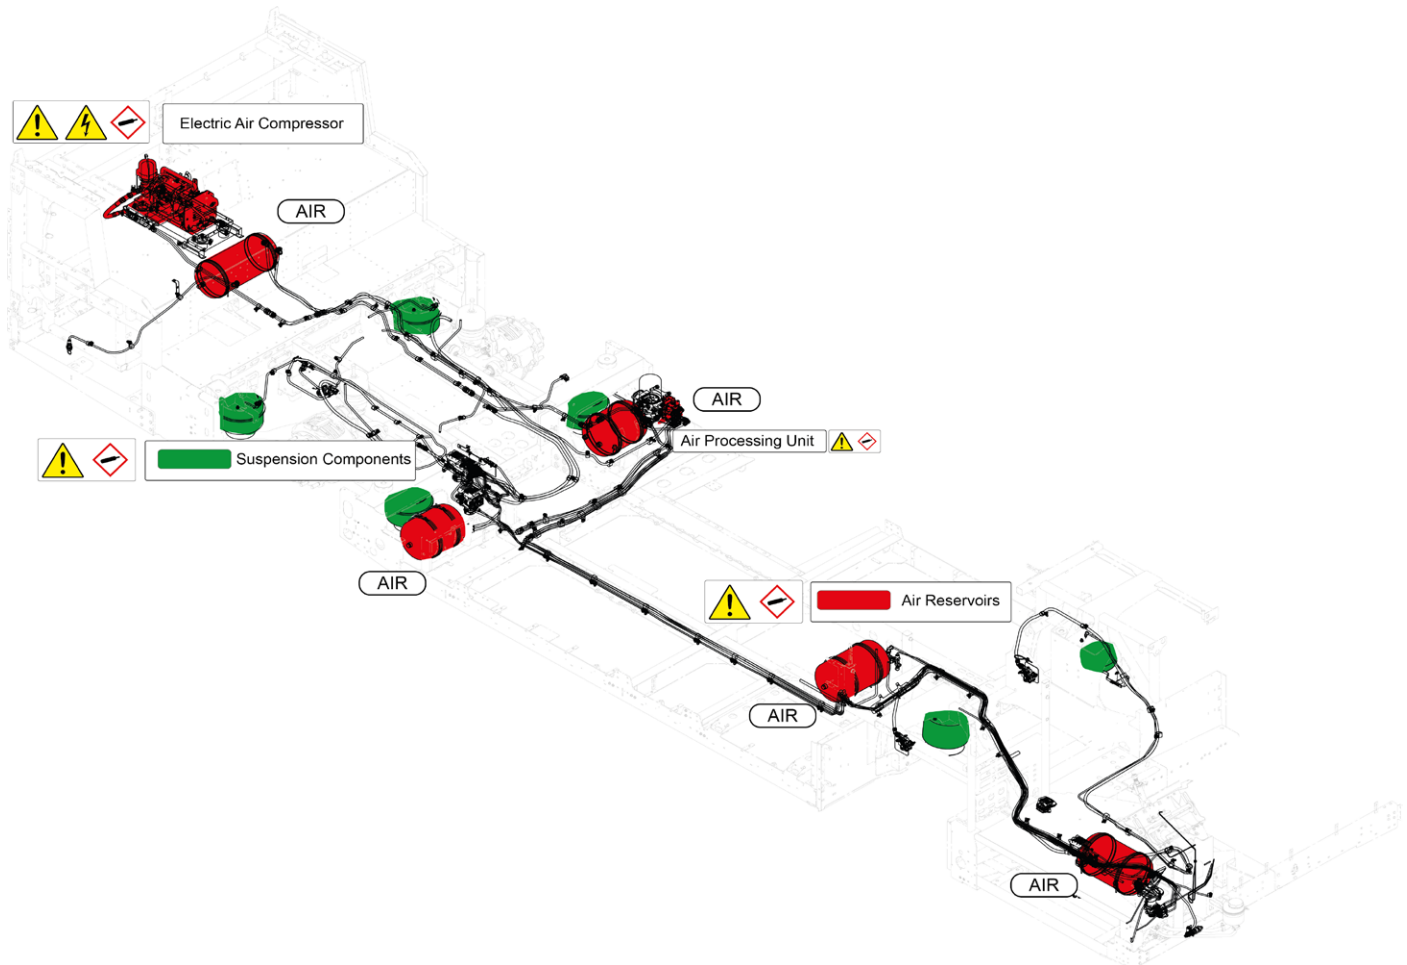 Electric Air Compressor
AIR
AIR
Air Processing Unit
Suspension Components
AIR
Air Reservoirs
AIR
AIR